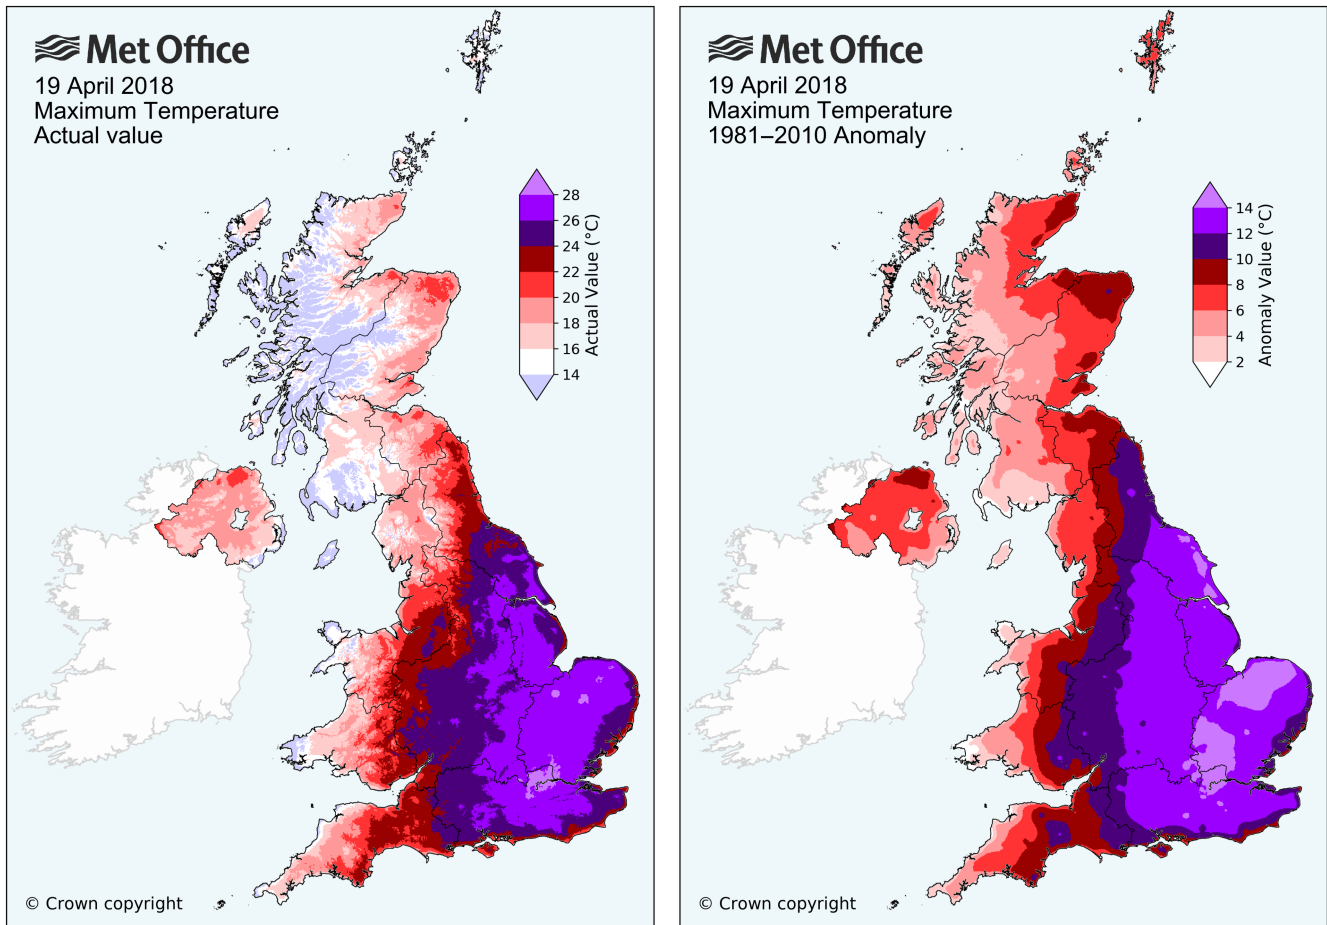 Met Office
19 April 2018
Maximum Temperature
Actual value
28
26
24
22
20
18
16
14
Actual Value (°C)
© Crown copyright
Met Office
19 April 2018
Maximum Temperature
1981–2010 Anomaly
14
12
10
8
6
4
2
Anomaly Value (°C)
© Crown copyright